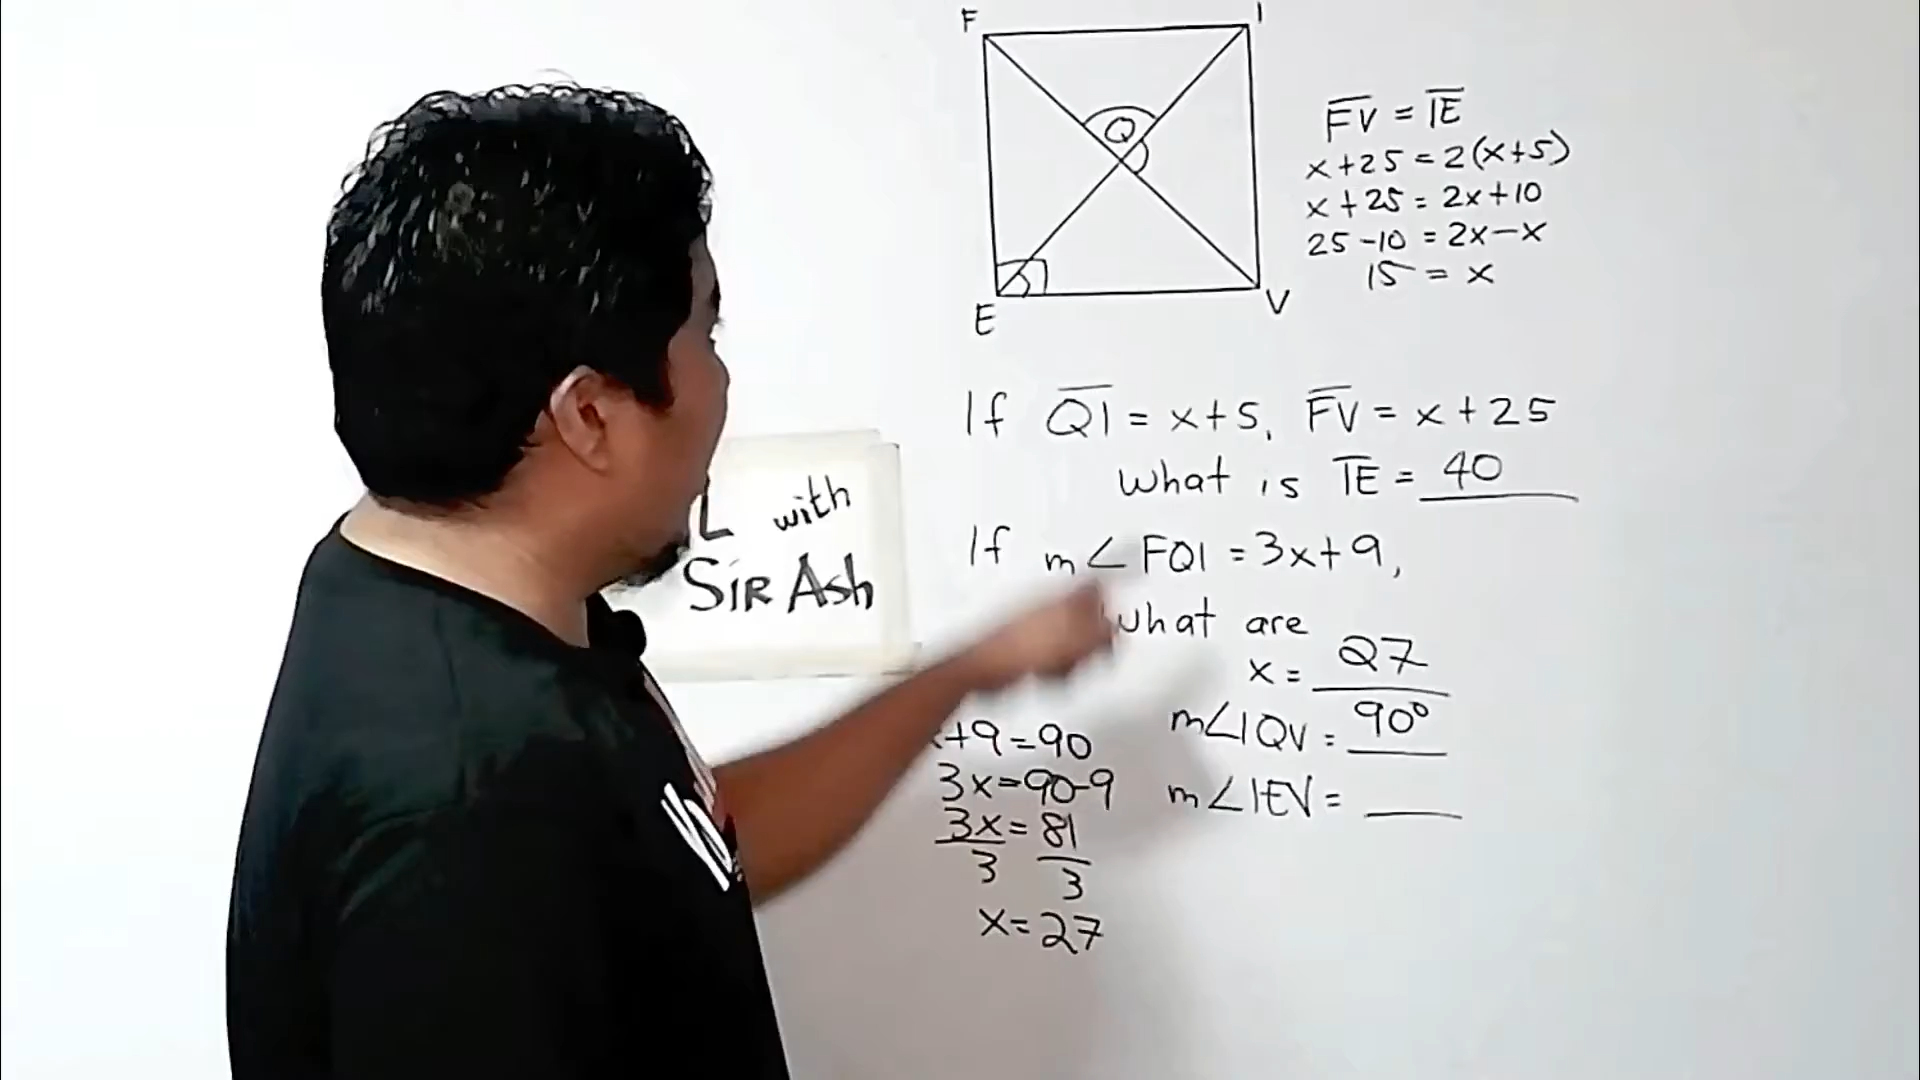 F I
Q
E V
FV = IE
x+25 = 2(x+5)
x+25 = 2x+10
25-10 = 2x-x
15 = x
If QI = x+5, FV = x+25
what is IE = 40
If m∠FQI = 3x+9,
what are
x = 27
m∠IQV = 90°
m∠IEV =
+9=90
3x=90-9
3x = 81
3 3
x=27
L with
Sir Ash